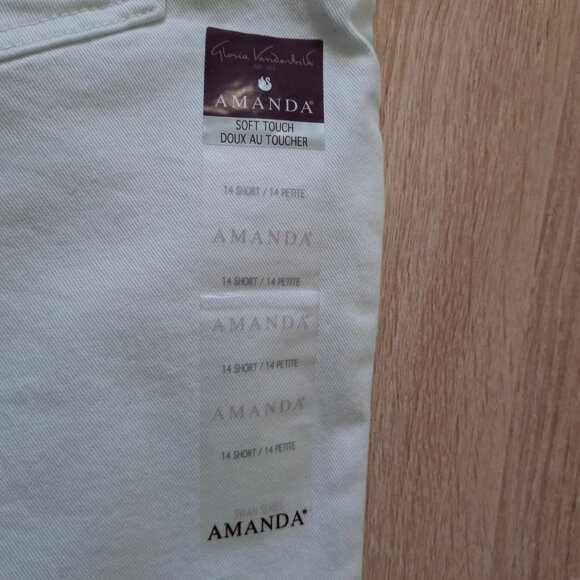 Gloria Vanderbilt
EST. 1976
AMANDA®
SOFT TOUCH
DOUX AU TOUCHER
14 SHORT / 14 PETITE
AMANDA®
14 SHORT / 14 PETITE
AMANDA®
14 SHORT / 14 PETITE
AMANDA®
14 SHORT / 14 PETITE
AMANDA®